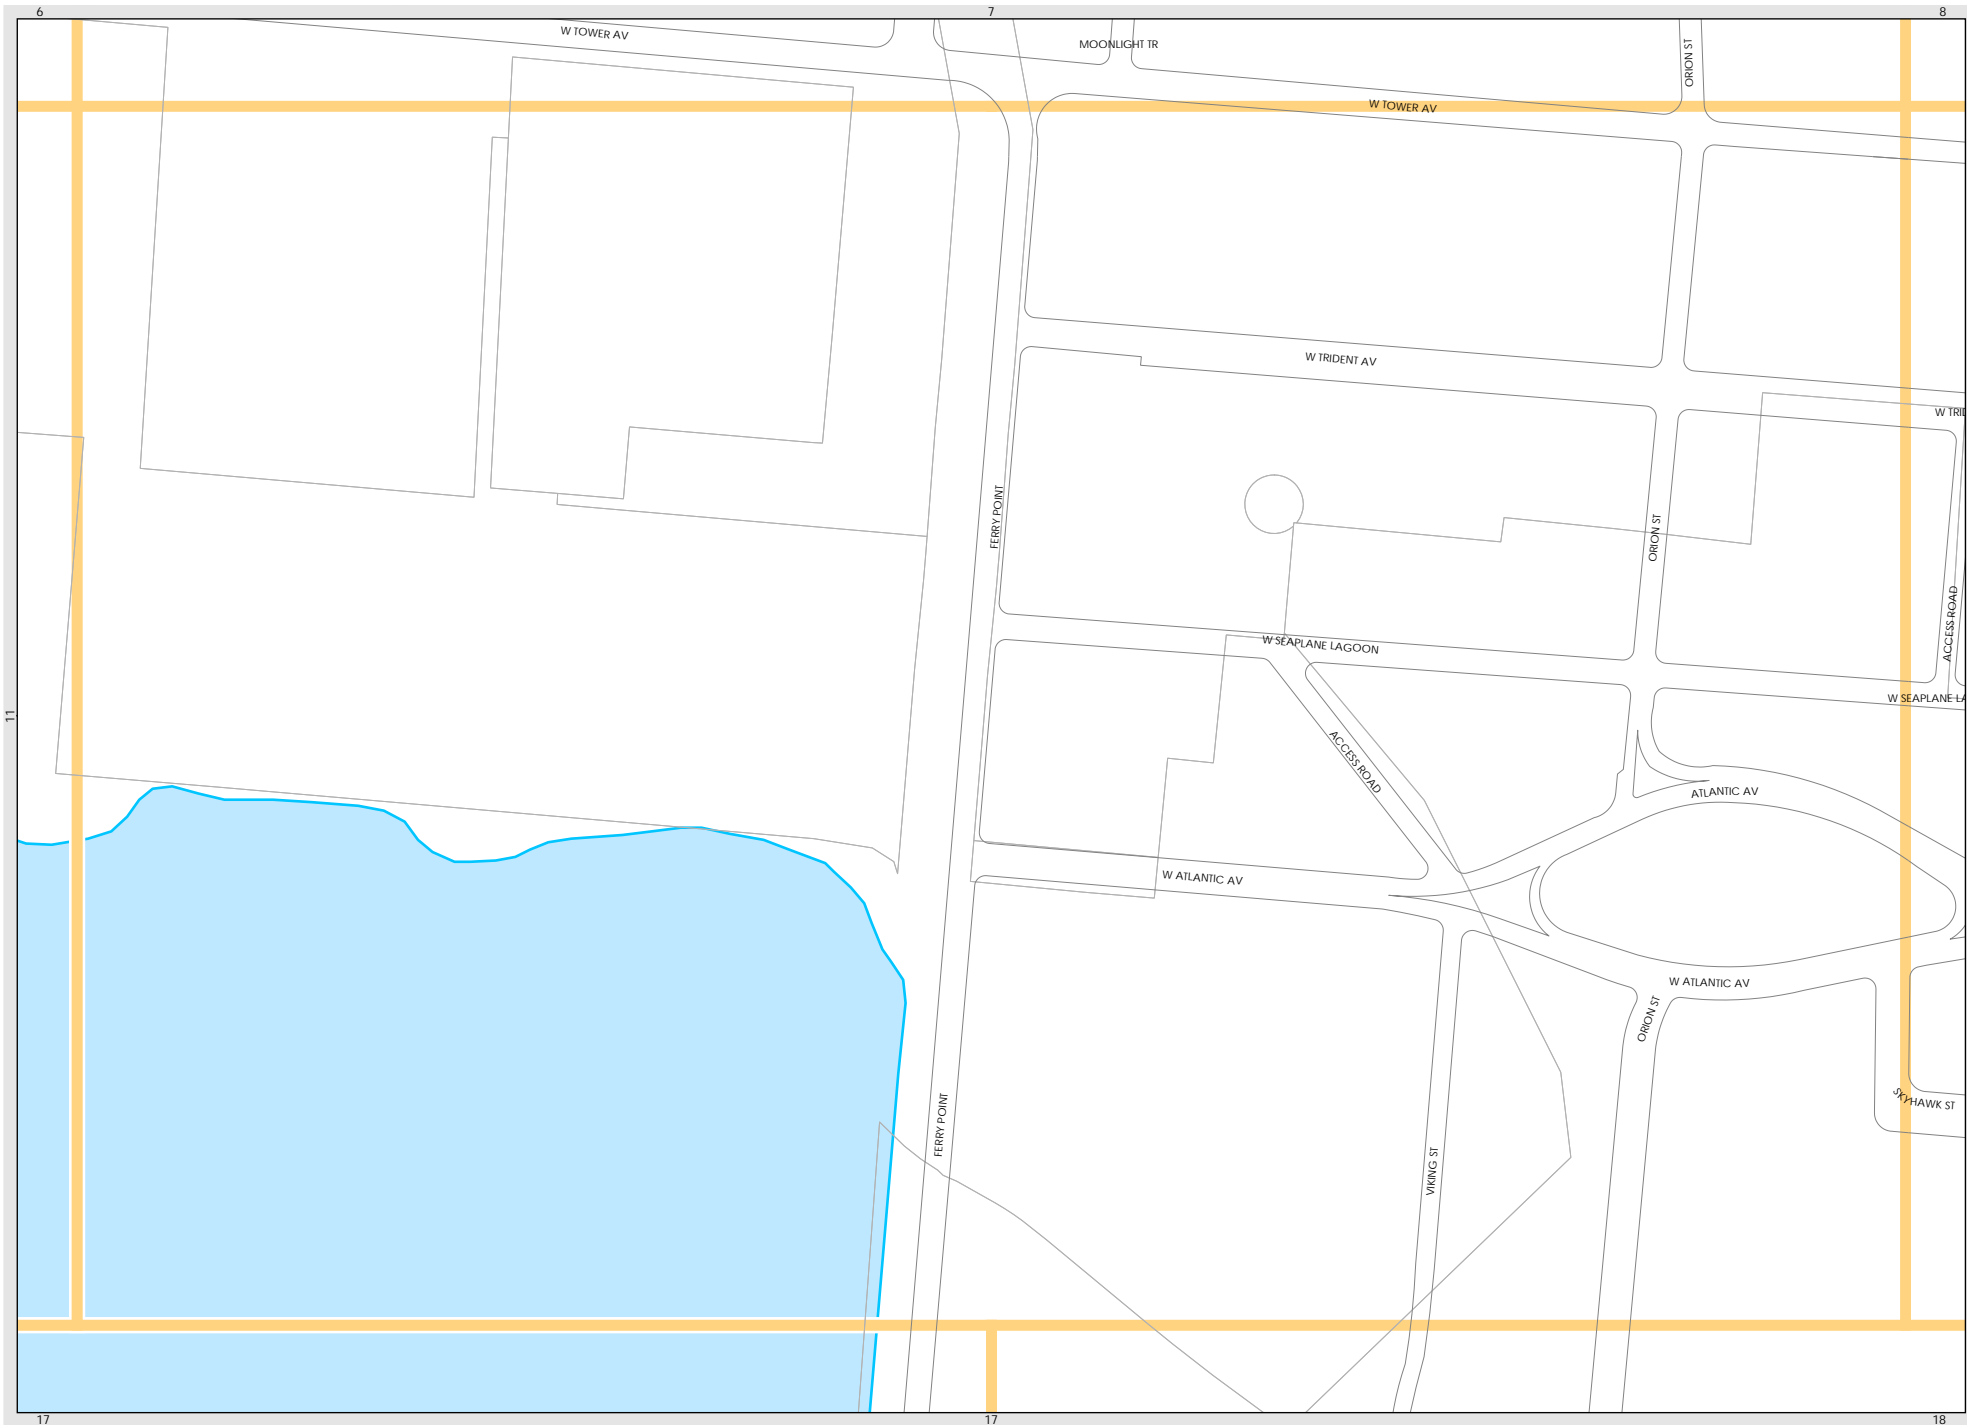 6
7
8
W TOWER AV
MOONLIGHT TR
ORION ST
W TOWER AV
W TRIDENT AV
W TRID
FERRY POINT
ORION ST
ACCESS ROAD
W SEAPLANE LAGOON
W SEAPLANE LA
11
ACCESS ROAD
ATLANTIC AV
W ATLANTIC AV
W ATLANTIC AV
ORION ST
SKYHAWK ST
FERRY POINT
VIKING ST
17
17
18